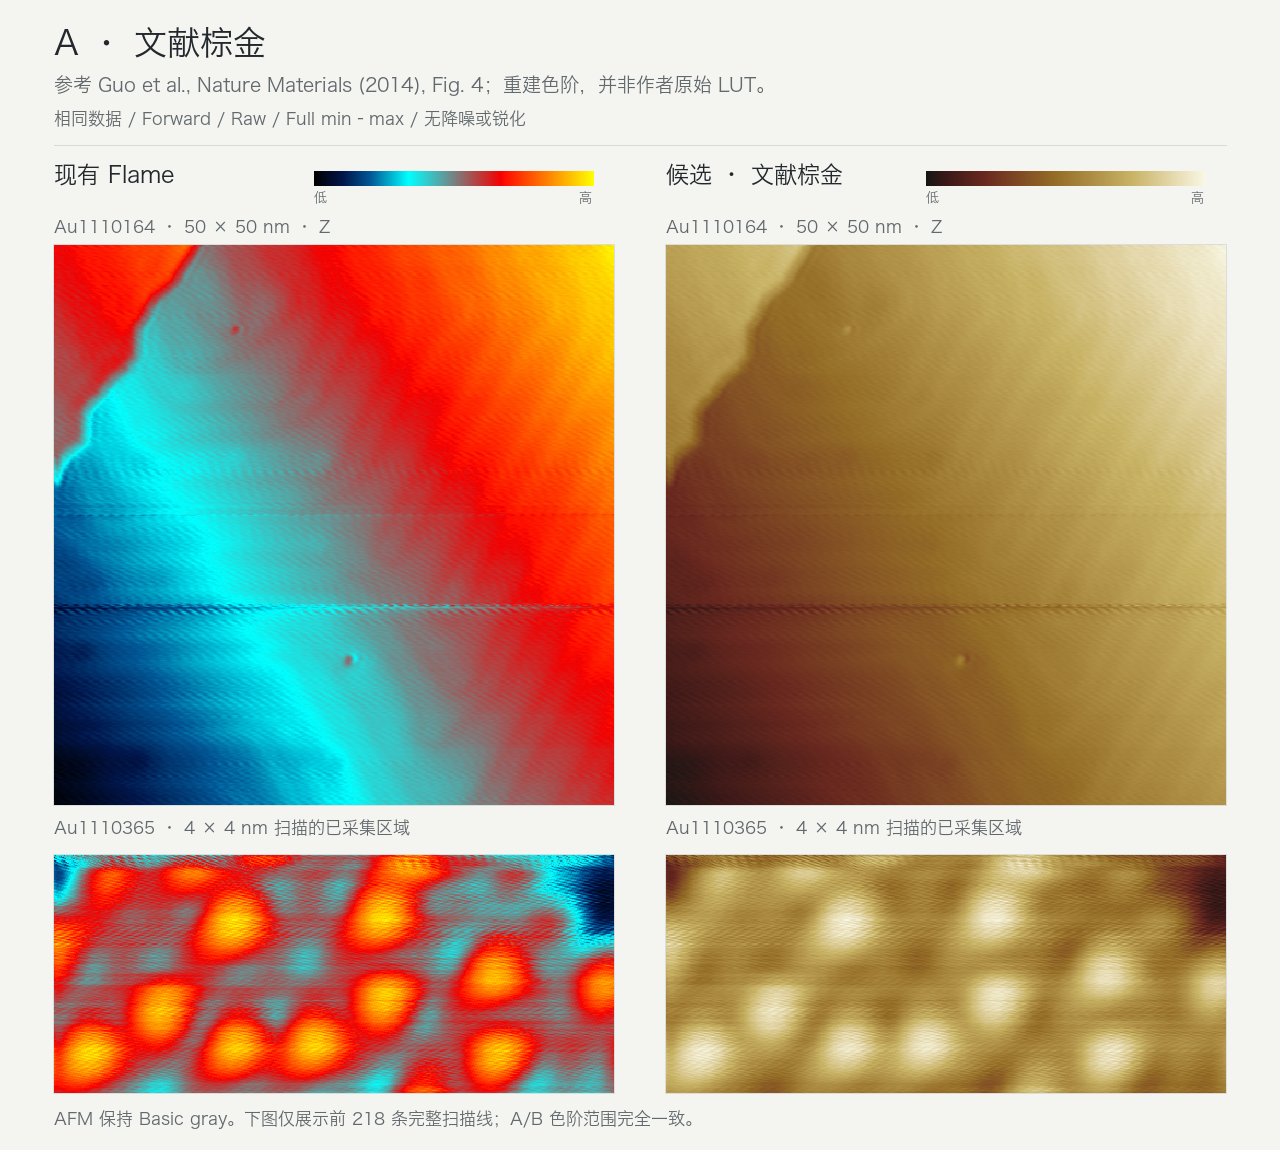 A · 文献棕金
参考 Guo et al., Nature Materials (2014), Fig. 4；重建色阶，并非作者原始 LUT。
相同数据 / Forward / Raw / Full min - max / 无降噪或锐化
现有 Flame
低
高
Au1110164 · 50 × 50 nm · Z
候选 · 文献棕金
低
高
Au1110164 · 50 × 50 nm · Z
Au1110365 · 4 × 4 nm 扫描的已采集区域
Au1110365 · 4 × 4 nm 扫描的已采集区域
AFM 保持 Basic gray。下图仅展示前 218 条完整扫描线；A/B 色阶范围完全一致。